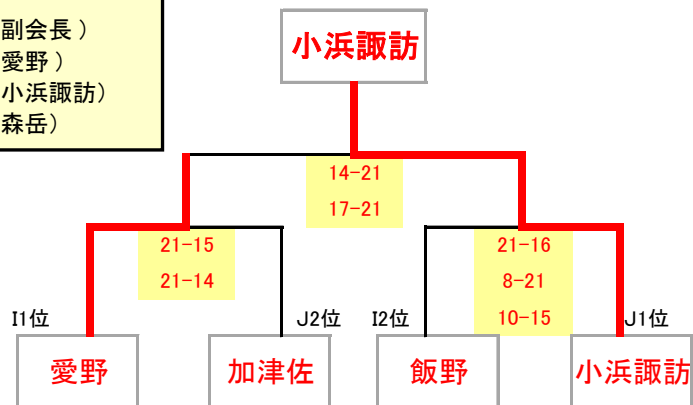 副会長 )
愛野 )
小浜諏訪)
森岳)
小浜諏訪
14-21
17-21
21-15
21-14
21-16
8-21
10-15
I1位
J2位
I2位
J1位
愛野
加津佐
飯野
小浜諏訪